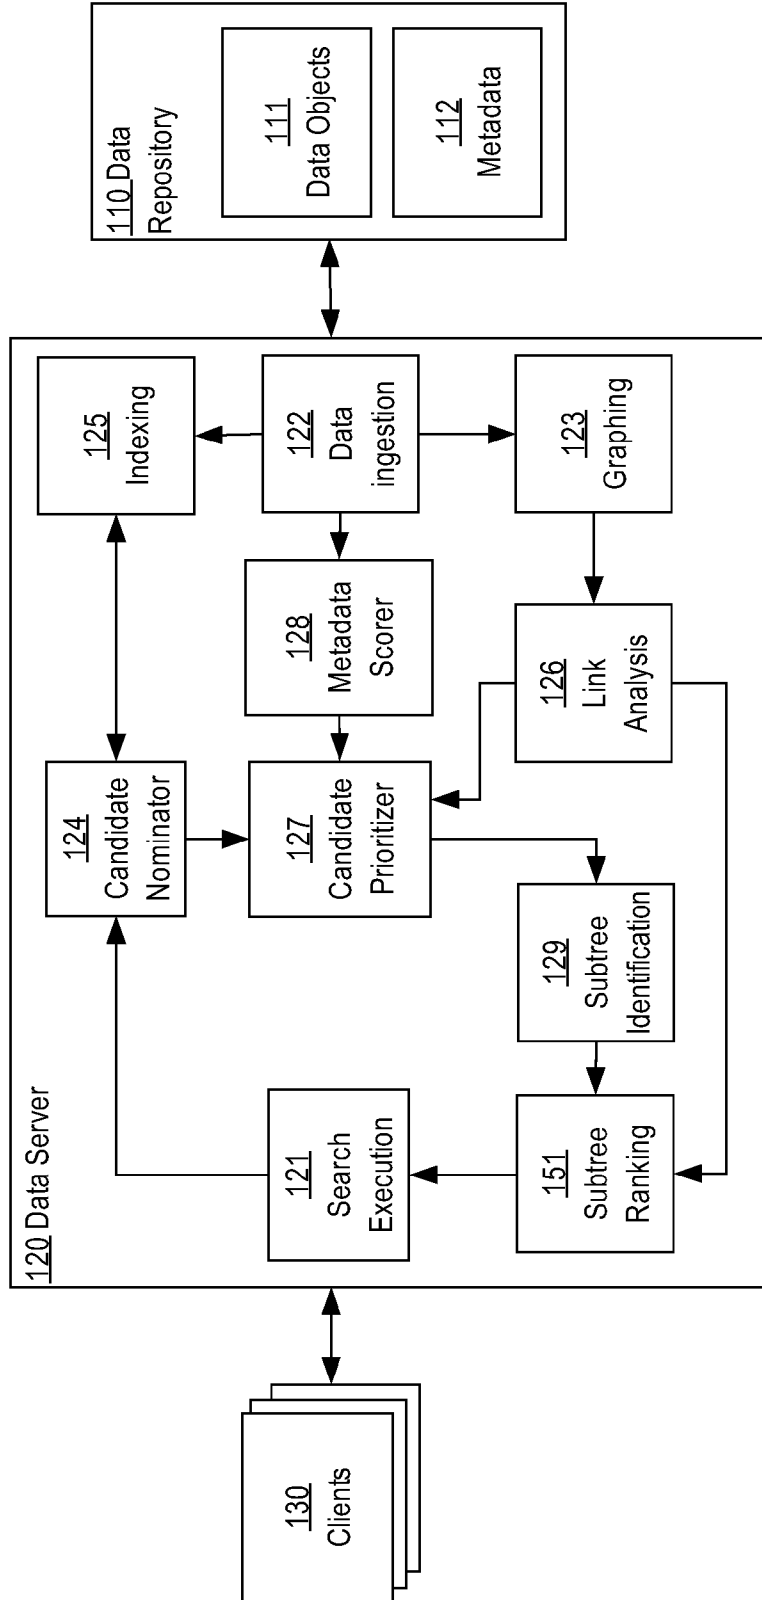 110 Data
Repository
111
Data Objects
112
Metadata
120 Data Server
125
Indexing
122
Data
ingestion
123
Graphing
128
Metadata
Scorer
126
Link
Analysis
124
Candidate
Nominator
127
Candidate
Prioritizer
129
Subtree
Identification
121
Search
Execution
151
Subtree
Ranking
130
Clients